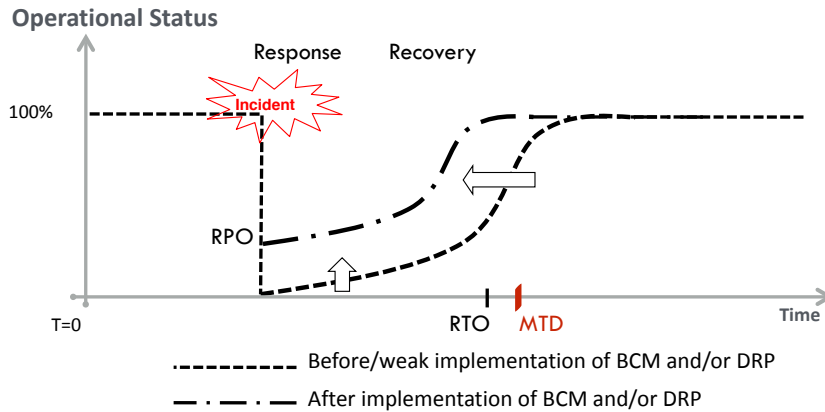 Operational Status
Response Recovery
Incident
100%
RPO
T=0
RTO
MTD
Time
Before/weak implementation of BCM and/or DRP
After implementation of BCM and/or DRP